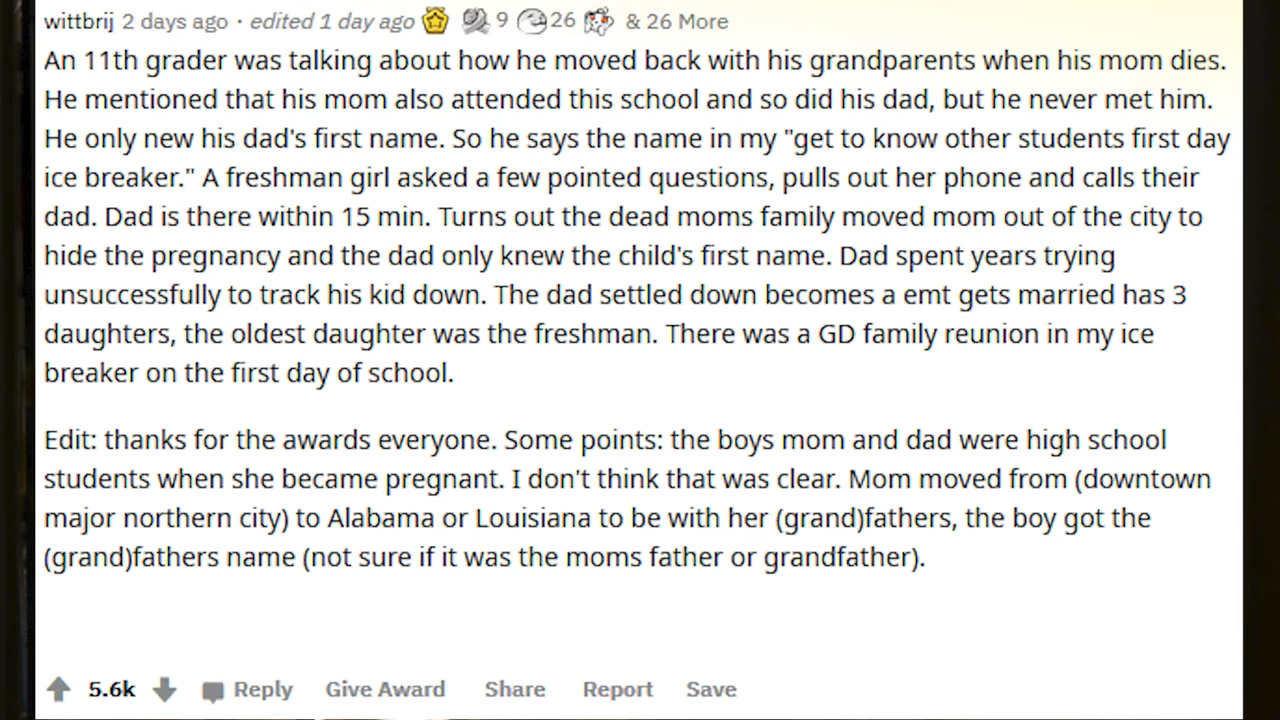 wittbrij 2 days ago · edited 1 day ago 9 26 & 26 More
An 11th grader was talking about how he moved back with his grandparents when his mom dies.
He mentioned that his mom also attended this school and so did his dad, but he never met him.
He only new his dad's first name. So he says the name in my "get to know other students first day
ice breaker." A freshman girl asked a few pointed questions, pulls out her phone and calls their
dad. Dad is there within 15 min. Turns out the dead moms family moved mom out of the city to
hide the pregnancy and the dad only knew the child's first name. Dad spent years trying
unsuccessfully to track his kid down. The dad settled down becomes a emt gets married has 3
daughters, the oldest daughter was the freshman. There was a GD family reunion in my ice
breaker on the first day of school.
Edit: thanks for the awards everyone. Some points: the boys mom and dad were high school
students when she became pregnant. I don't think that was clear. Mom moved from (downtown
major northern city) to Alabama or Louisiana to be with her (grand)fathers, the boy got the
(grand)fathers name (not sure if it was the moms father or grandfather).
5.6k Reply Give Award Share Report Save